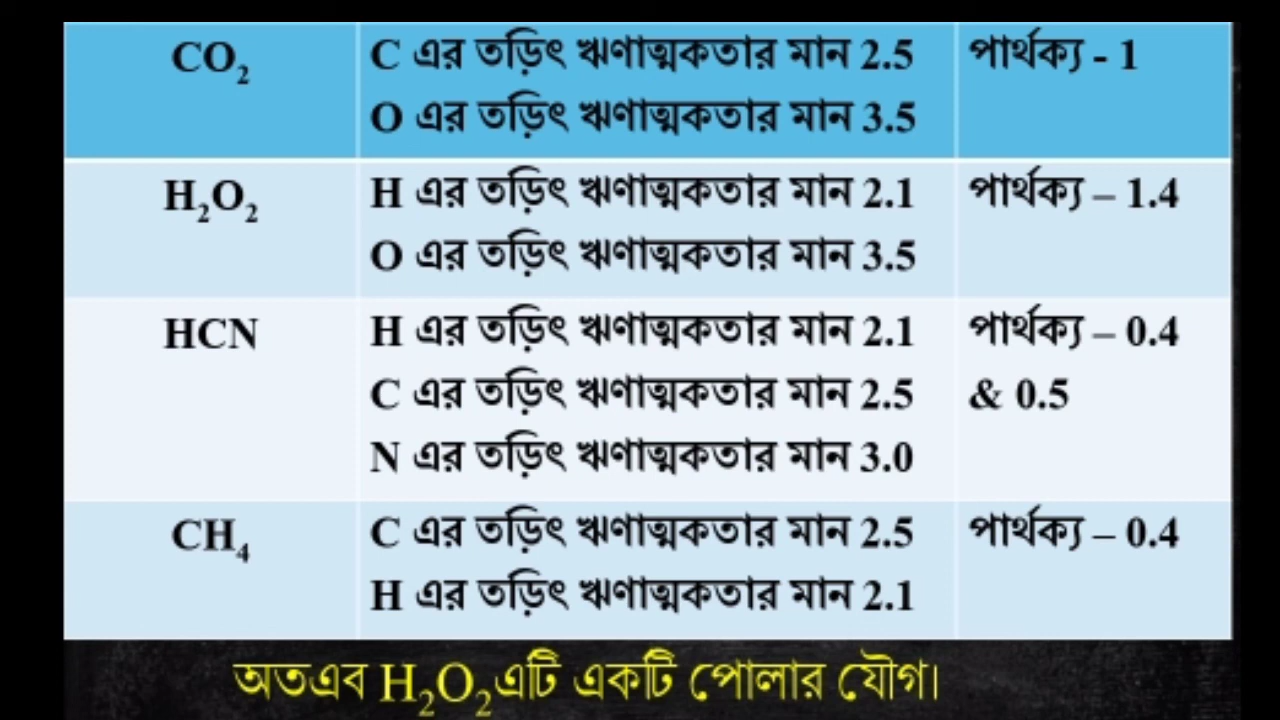 CO₂ C এর তড়িৎ ঋণাত্মকতার মান 2.5 পার্থক্য - 1
O এর তড়িৎ ঋণাত্মকতার মান 3.5
H₂O₂ H এর তড়িৎ ঋণাত্মকতার মান 2.1 পার্থক্য – 1.4
O এর তড়িৎ ঋণাত্মকতার মান 3.5
HCN H এর তড়িৎ ঋণাত্মকতার মান 2.1 পার্থক্য – 0.4
C এর তড়িৎ ঋণাত্মকতার মান 2.5 & 0.5
N এর তড়িৎ ঋণাত্মকতার মান 3.0
CH₄ C এর তড়িৎ ঋণাত্মকতার মান 2.5 পার্থক্য – 0.4
H এর তড়িৎ ঋণাত্মকতার মান 2.1
অতএব H₂O₂এটি একটি পোলার যৌগ।